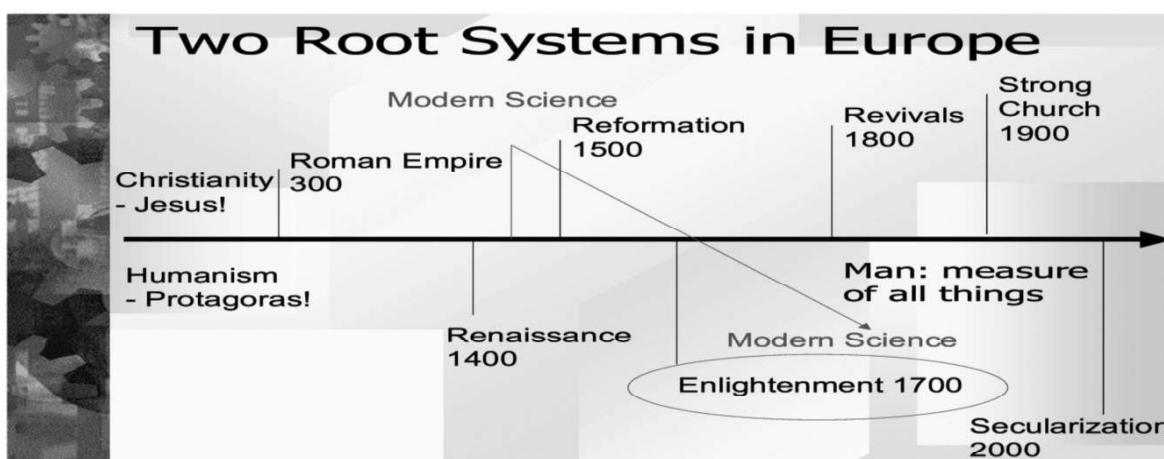 Two Root Systems in Europe
Modern Science
Strong
Church
1900
Reformation
1500
Revivals
1800
Roman Empire
300
Christianity
- Jesus!
Humanism
- Protagoras!
Man: measure
of all things
Renaissance
1400
Modern Science
Enlightenment 1700
Secularization
2000